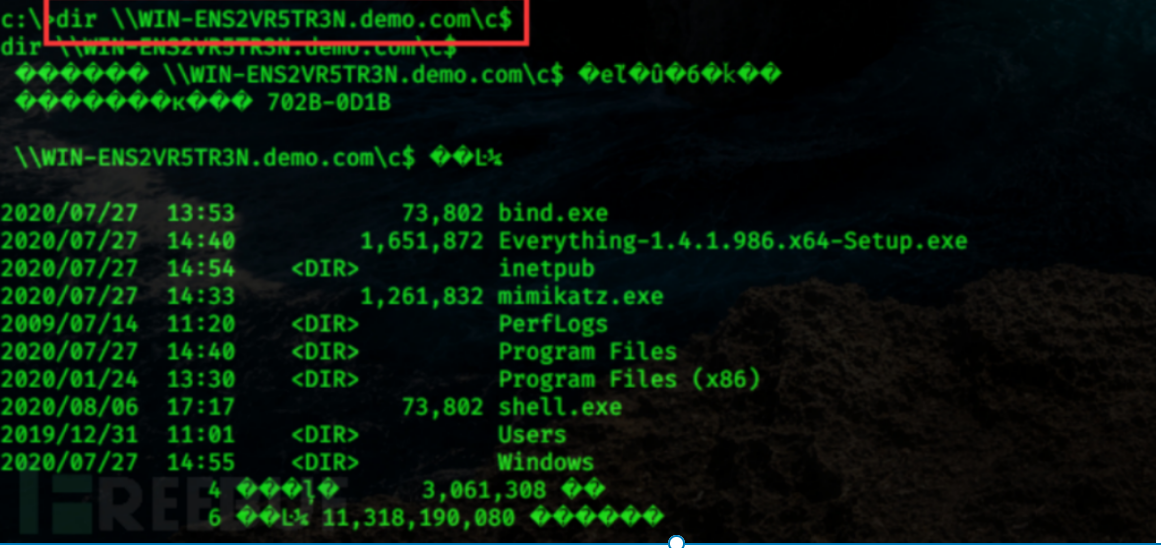 c:\>dir \\WIN-ENS2VR5TR3N.demo.com\c$
dir \\WIN-ENS2VR5TR3N.demo.com\c$
\\WIN-ENS2VR5TR3N.demo.com\c$
702B-0D1B
\\WIN-ENS2VR5TR3N.demo.com\c$
2020/07/27  13:53            73,802 bind.exe
2020/07/27  14:40         1,651,872 Everything-1.4.1.986.x64-Setup.exe
2020/07/27  14:54    <DIR>          inetpub
2020/07/27  14:33         1,261,832 mimikatz.exe
2009/07/14  11:20    <DIR>          PerfLogs
2020/07/27  14:40    <DIR>          Program Files
2020/01/24  13:30    <DIR>          Program Files (x86)
2020/08/06  17:17            73,802 shell.exe
2019/12/31  11:01    <DIR>          Users
2020/07/27  14:55    <DIR>          Windows
4 3,061,308
6 11,318,190,080